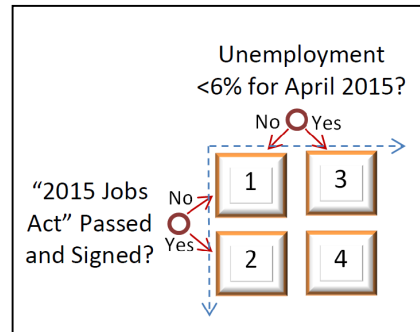 Unemployment
<6% for April 2015?
No Yes
"2015 Jobs
Act" Passed
and Signed?
No
Yes
1 3
2 4